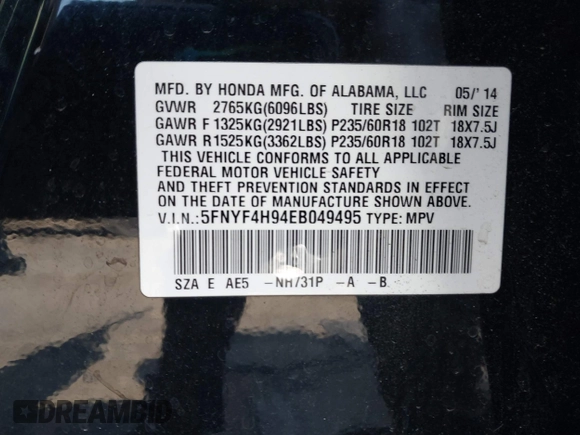 MFD. BY HONDA MFG. OF ALABAMA, LLC 05/'14
GVWR 2765KG(6096LBS) TIRE SIZE RIM SIZE
GAWR F 1325KG(2921LBS) P235/60R18 102T 18X7.5J
GAWR R1525KG(3362LBS) P235/60R18 102T 18X7.5J
THIS VEHICLE CONFORMS TO ALL APPLICABLE
FEDERAL MOTOR VEHICLE SAFETY
AND THEFT PREVENTION STANDARDS IN EFFECT
ON THE DATE OF MANUFACTURE SHOWN ABOVE.
V.I.N.:5FNYF4H94EB049495 TYPE: MPV
SZA E AE5 -NH731P -A -B
DREAMBID